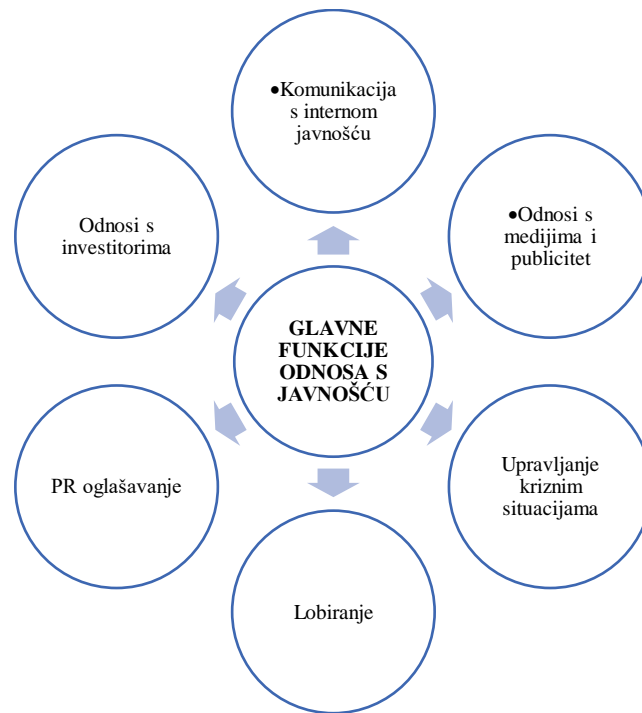 •Komunikacija
s internom
javnošću
•Odnosi s
medijima i
publicitet
Upravljanje
kriznim
situacijama
Lobiranje
PR oglašavanje
Odnosi s
investitorima
GLAVNE
FUNKCIJE
ODNOSA S
JAVNOŠĆU